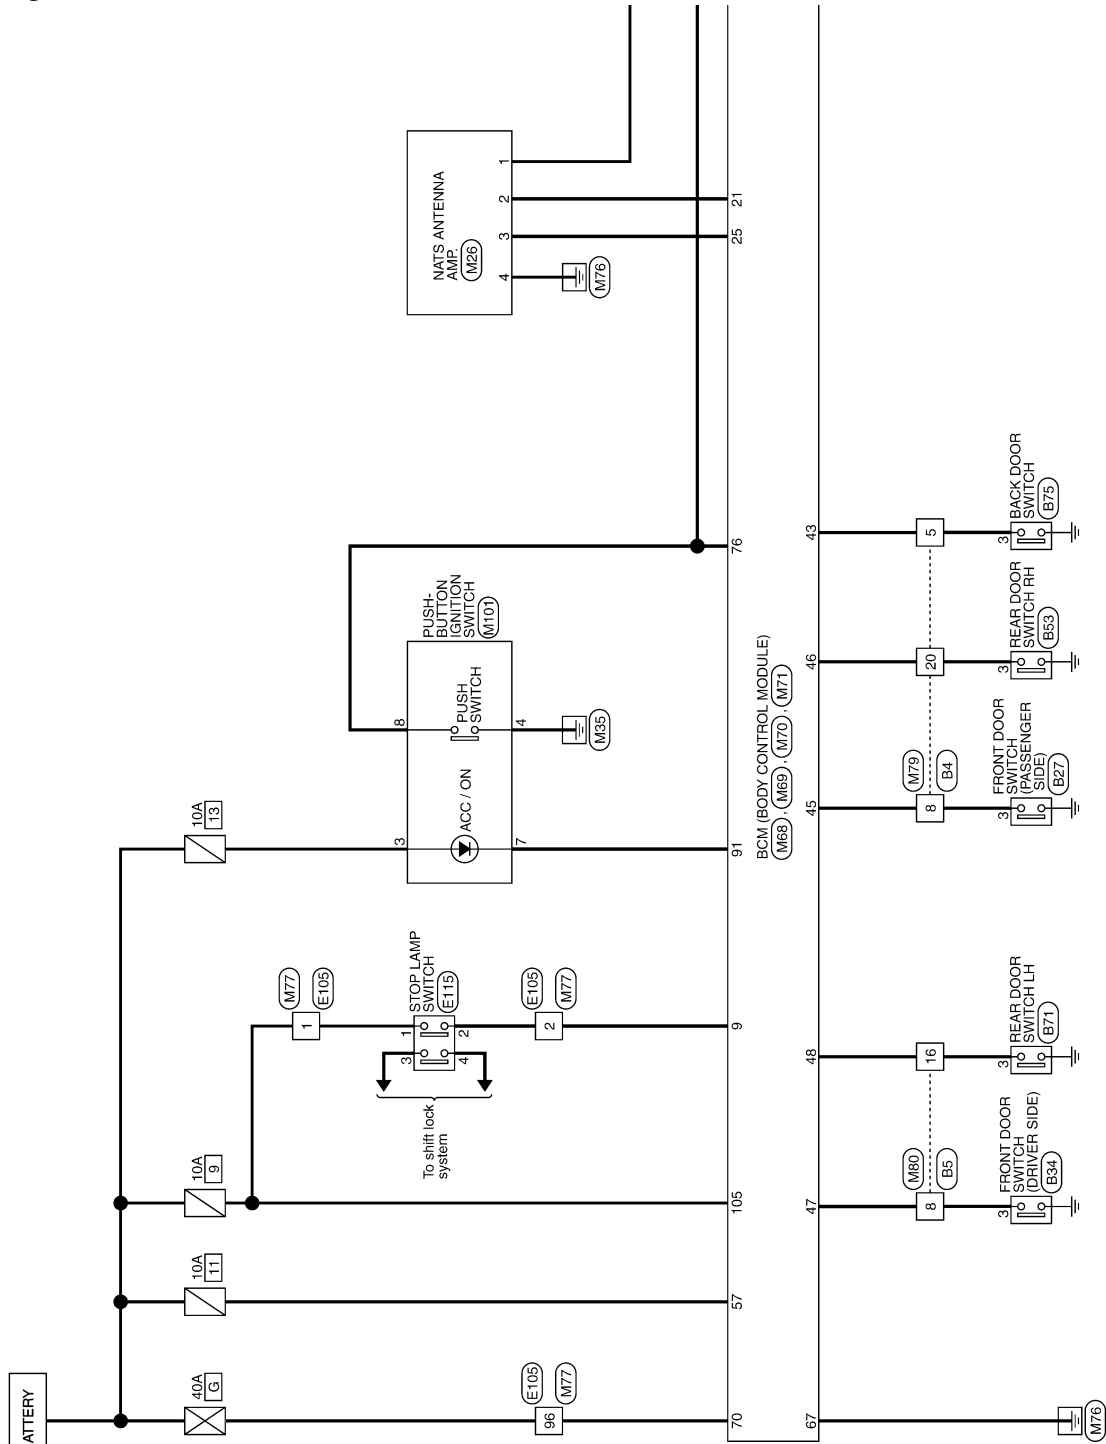 ATTERY
40A
G
10A
11
10A
9
10A
13
E105
M77
96
M77
E105
1
STOP LAMP
SWITCH
E115
1
2
3
4
To shift lock
system
E105
M77
2
3
7
ACC / ON
8
4
PUSH
SWITCH
PUSH-
BUTTON
IGNITION
SWITCH
M101
M35
NATS ANTENNA
AMP.
M26
4
3
2
1
M76
70
57
105
9
91
76
25
21
BCM (BODY CONTROL MODULE)
M68 , M69 , M70 , M71
67
47
48
45
46
43
M76
M80
B5
8
3
FRONT DOOR
SWITCH
(DRIVER SIDE)
B34
16
3
REAR DOOR
SWITCH LH
B71
M79
B4
8
3
FRONT DOOR
SWITCH
(PASSENGER
SIDE)
B27
20
3
REAR DOOR
SWITCH RH
B53
5
3
BACK DOOR
SWITCH
B75